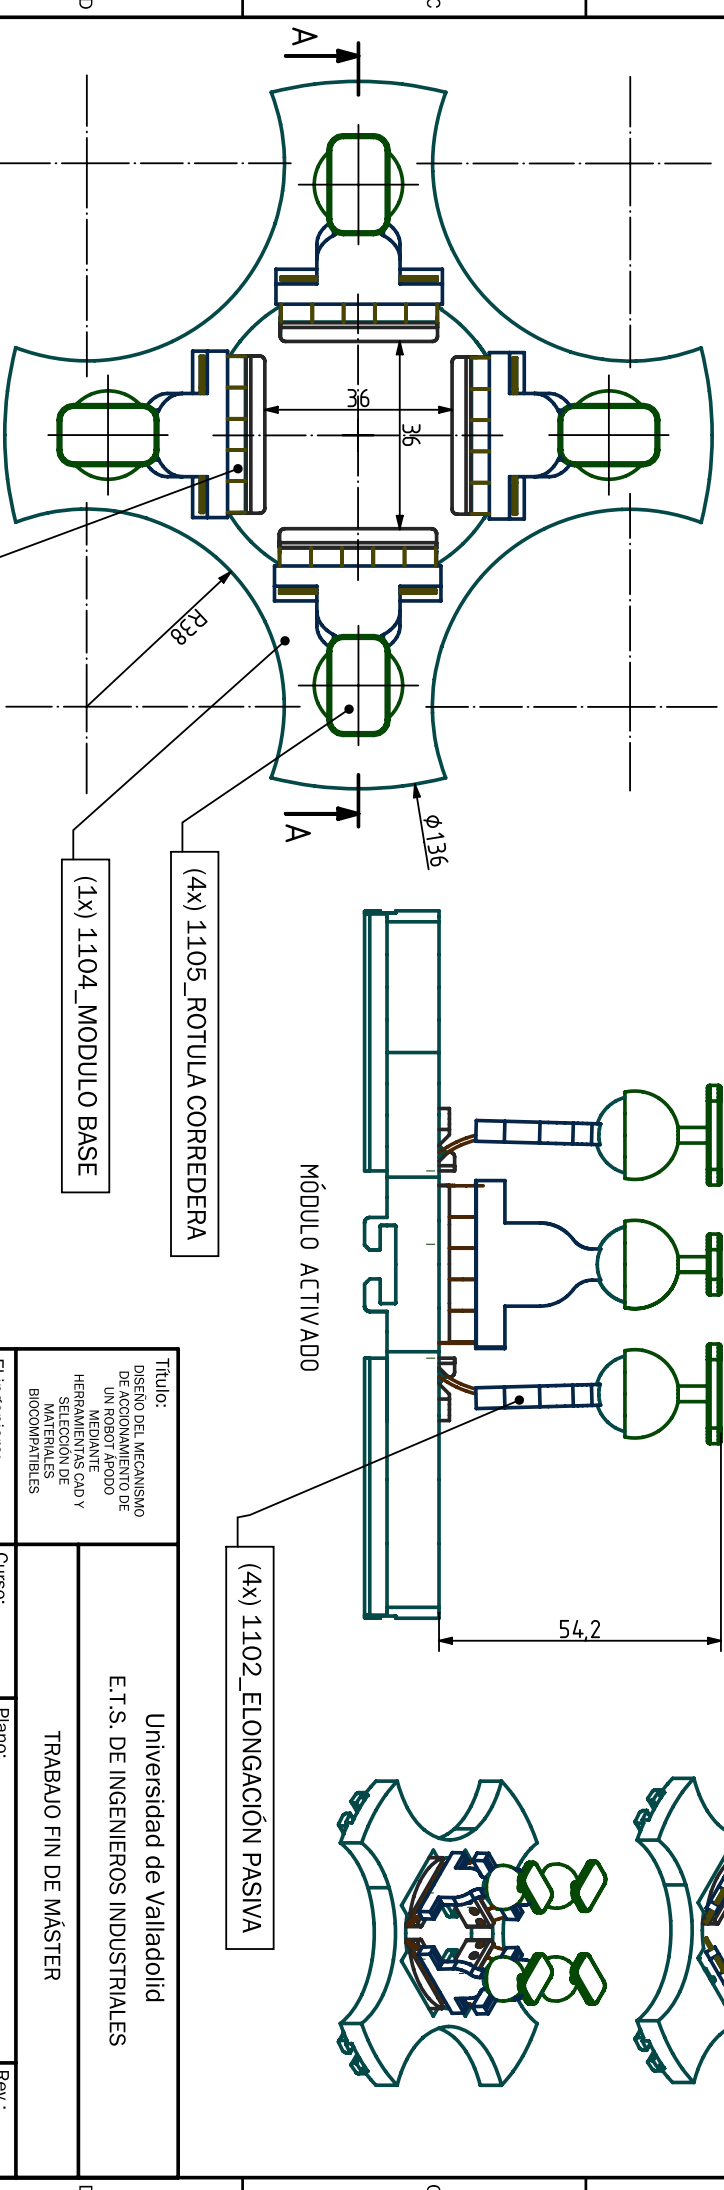 D
C
A
36
36
R38
A
ϕ136
(1x) 1104_MODULO BASE
(4x) 1105_ROTULA CORREDERA
MÓDULO ACTIVADO
(4x) 1102_ELONGACIÓN PASIVA
54,2
Título:
DISEÑO DEL MECANISMO
DE ACCIONAMIENTO DE
UN ROBOT ÁPODO
MEDIANTE
HERRAMIENTAS CAD Y
SELECCIÓN DE
MATERIALES
BIOCOMPATIBLES
Universidad de Valladolid
E.T.S. DE INGENIEROS INDUSTRIALES
TRABAJO FIN DE MÁSTER
Curso:
Plano:
Rev.:
C